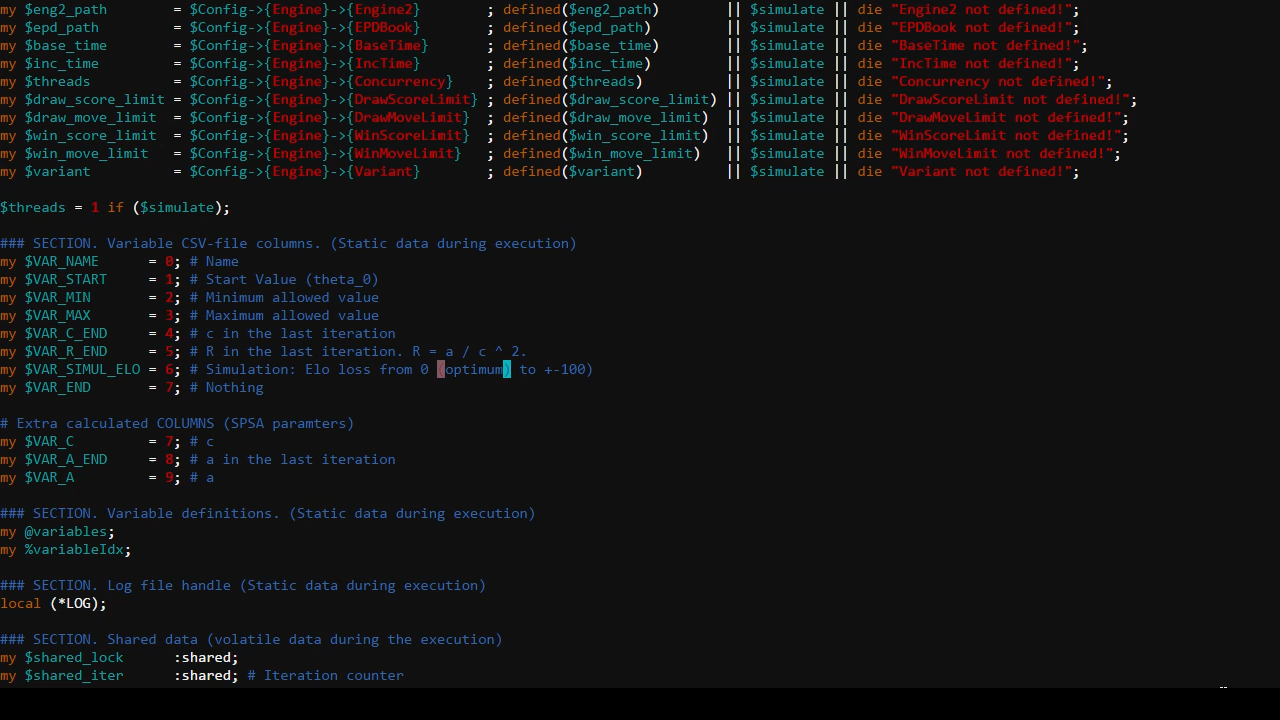 my $eng2_path        = $Config->{Engine}->{Engine2}        ; defined($eng2_path)        || $simulate || die "Engine2 not defined!";
my $epd_path         = $Config->{Engine}->{EPDBook}        ; defined($epd_path)         || $simulate || die "EPDBook not defined!";
my $base_time        = $Config->{Engine}->{BaseTime}       ; defined($base_time)        || $simulate || die "BaseTime not defined!";
my $inc_time         = $Config->{Engine}->{IncTime}        ; defined($inc_time)         || $simulate || die "IncTime not defined!";
my $threads          = $Config->{Engine}->{Concurrency}    ; defined($threads)          || $simulate || die "Concurrency not defined!";
my $draw_score_limit = $Config->{Engine}->{DrawScoreLimit} ; defined($draw_score_limit) || $simulate || die "DrawScoreLimit not defined!";
my $draw_move_limit  = $Config->{Engine}->{DrawMoveLimit}  ; defined($draw_move_limit)  || $simulate || die "DrawMoveLimit not defined!";
my $win_score_limit  = $Config->{Engine}->{WinScoreLimit}  ; defined($win_score_limit)  || $simulate || die "WinScoreLimit not defined!";
my $win_move_limit   = $Config->{Engine}->{WinMoveLimit}   ; defined($win_move_limit)   || $simulate || die "WinMoveLimit not defined!";
my $variant          = $Config->{Engine}->{Variant}        ; defined($variant)          || $simulate || die "Variant not defined!";
$threads = 1 if ($simulate);
### SECTION. Variable CSV-file columns. (Static data during execution)
my $VAR_NAME      = 0; # Name
my $VAR_START     = 1; # Start Value (theta_0)
my $VAR_MIN       = 2; # Minimum allowed value
my $VAR_MAX       = 3; # Maximum allowed value
my $VAR_C_END     = 4; # c in the last iteration
my $VAR_R_END     = 5; # R in the last iteration. R = a / c ^ 2.
my $VAR_SIMUL_ELO = 6; # Simulation: Elo loss from 0 (optimum) to +-100)
my $VAR_END       = 7; # Nothing
# Extra calculated COLUMNS (SPSA paramters)
my $VAR_C         = 7; # c
my $VAR_A_END     = 8; # a in the last iteration
my $VAR_A         = 9; # a
### SECTION. Variable definitions. (Static data during execution)
my @variables;
my %variableIdx;
### SECTION. Log file handle (Static data during execution)
local (*LOG);
### SECTION. Shared data (volatile data during the execution)
my $shared_lock      :shared;
my $shared_iter      :shared; # Iteration counter